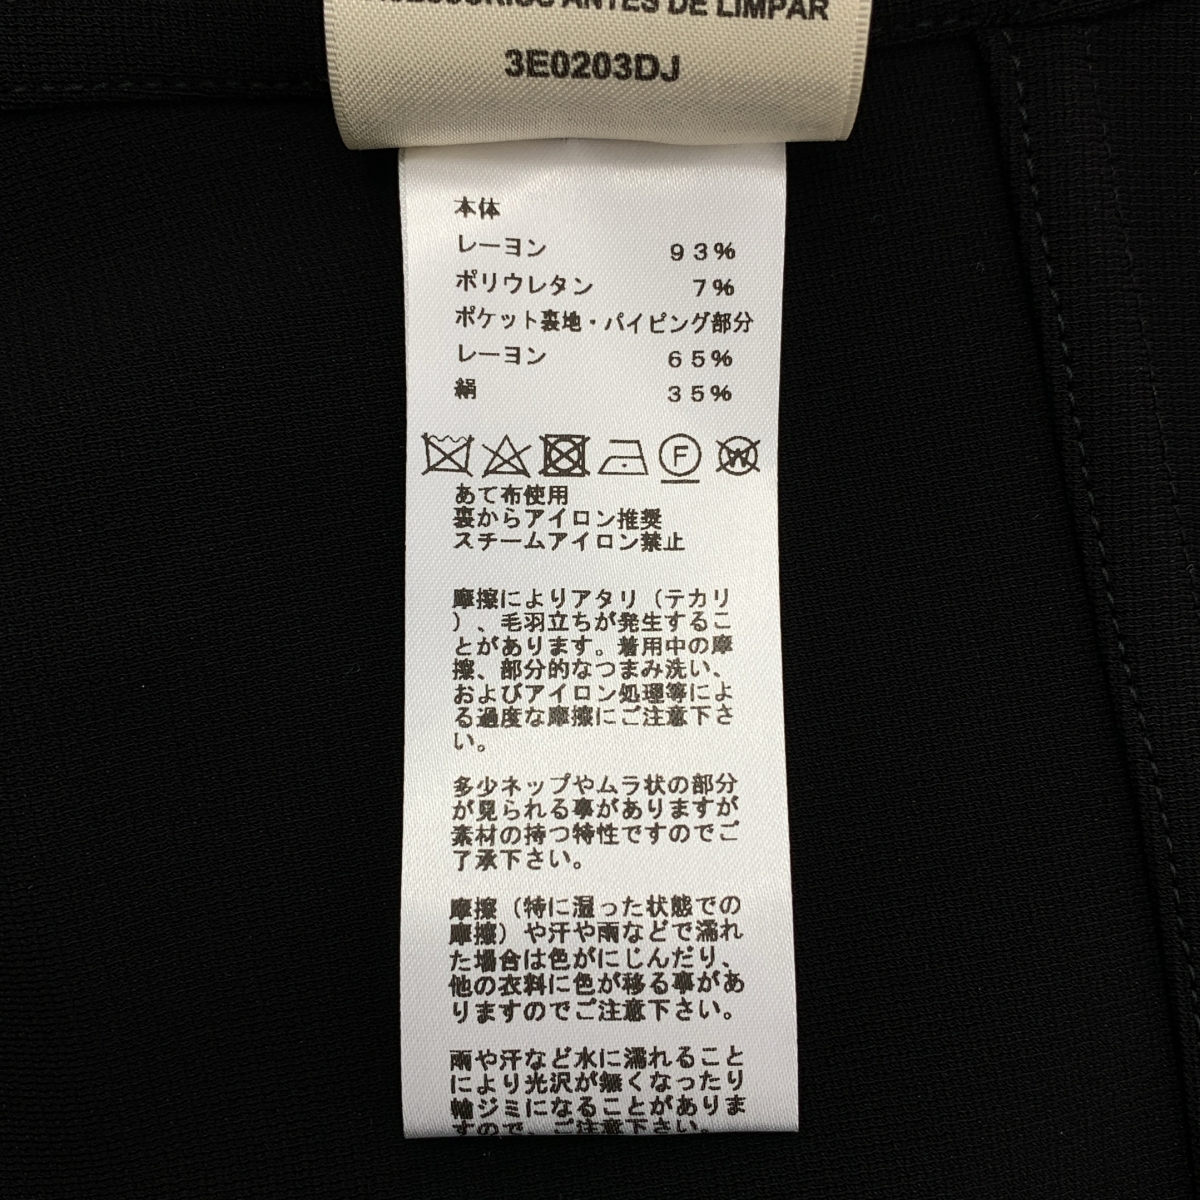 ANTES DE LIMPAR
3E0203DJ
本体
レーヨン 93%
ポリウレタン 7%
ポケット裏地・パイピング部分
レーヨン 65%
絹 35%
F W
あて布使用
裏からアイロン推奨
スチームアイロン禁止
摩擦によりアタリ（テカリ
）、毛羽立ちが発生するこ
とがあります。着用中の摩
擦、部分的なつまみ洗い、
およびアイロン処理等によ
る過度な摩擦にご注意下さ
い。
多少ネップやムラ状の部分
が見られる事がありますが
素材の持つ特性ですのでご
了承下さい。
摩擦（特に湿った状態での
摩擦）や汗や雨などで濡れ
た場合は色がにじんだり、
他の衣料に色が移る事があ
りますのでご注意下さい。
雨や汗など水に濡れること
により光沢が無くなったり
輪ジミになることがありま
すので、ご注意下さい。